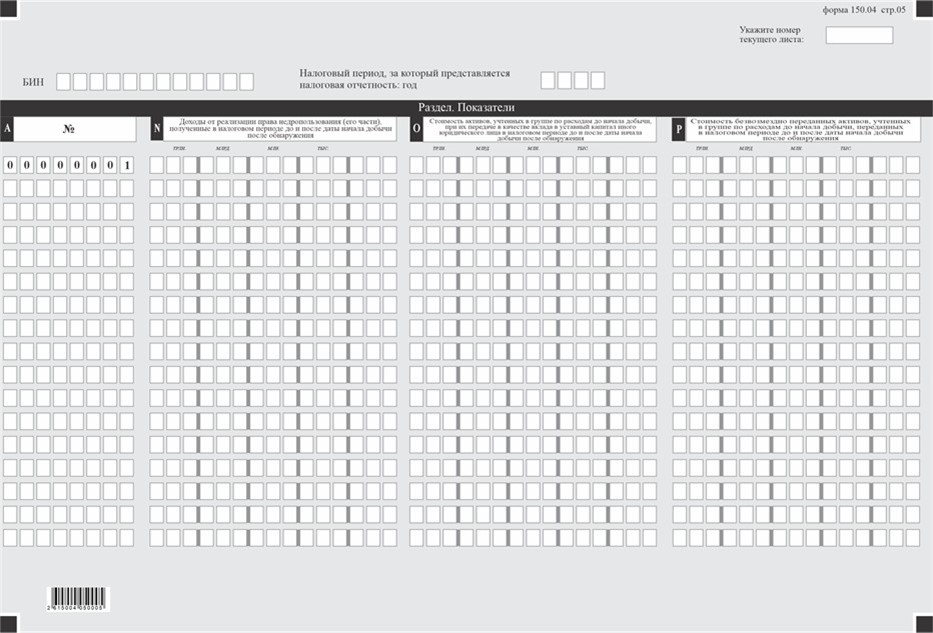 форма 150.04 стр.05
Укажите номер
текущего листа:
БИН
Налоговый период, за который представляется
налоговая отчетность: год
Раздел. Показатели
A
№
N
Доходы от реализации права недропользования (его части),
полученные в налоговом периоде до и после даты начала добычи
после обнаружения
O
Стоимость активов, учтенных в группе по расходам до начала добычи,
при их передаче в качестве вклада в уставный капитал иного
юридического лица в налоговом периоде до и после даты начала
добычи после обнаружения
P
Стоимость безвозмездно переданных активов, учтенных
в группе по расходам до начала добычи, переданных
в налоговом периоде до и после даты начала добычи
после обнаружения
трлн млрд млн тыс трлн млрд млн тыс трлн млрд млн тыс
0 0 0 0 0 0 0 1